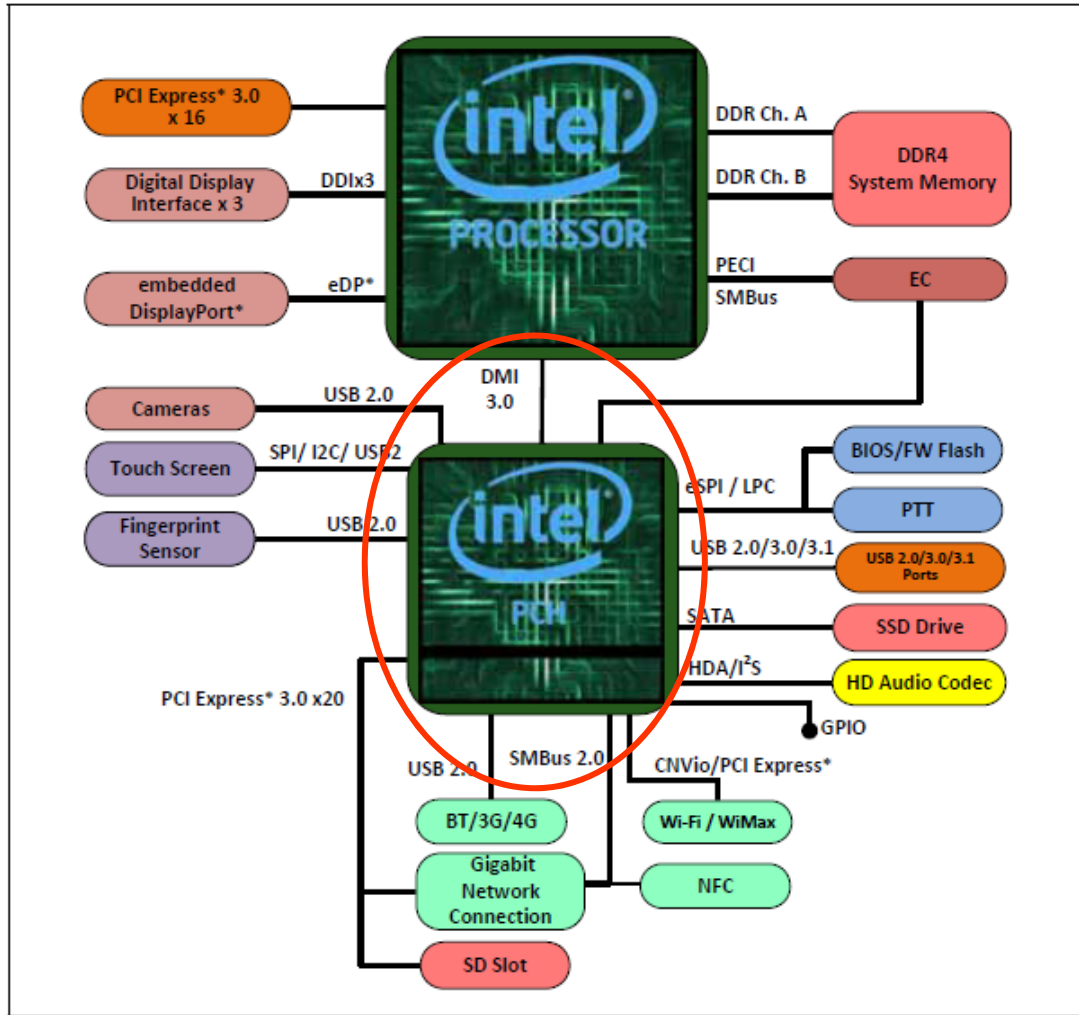 PCI Express* 3.0
x 16
Digital Display
Interface x 3
DDIx3
embedded
DisplayPort*
eDP*
intel®
PROCESSOR
DDR Ch. A
DDR Ch. B
DDR4
System Memory
PECI
SMBus
EC
DMI
3.0
Cameras
USB 2.0
Touch Screen
SPI/ I2C/ USB2
Fingerprint
Sensor
USB 2.0
intel®
PCH
eSPI / LPC
BIOS/FW Flash
PTT
USB 2.0/3.0/3.1
USB 2.0/3.0/3.1
Ports
SATA
SSD Drive
HDA/I²S
HD Audio Codec
GPIO
PCI Express* 3.0 x20
USB 2.0
SMBus 2.0
CNVio/PCI Express*
BT/3G/4G
Wi-Fi / WiMax
Gigabit
Network
Connection
NFC
SD Slot